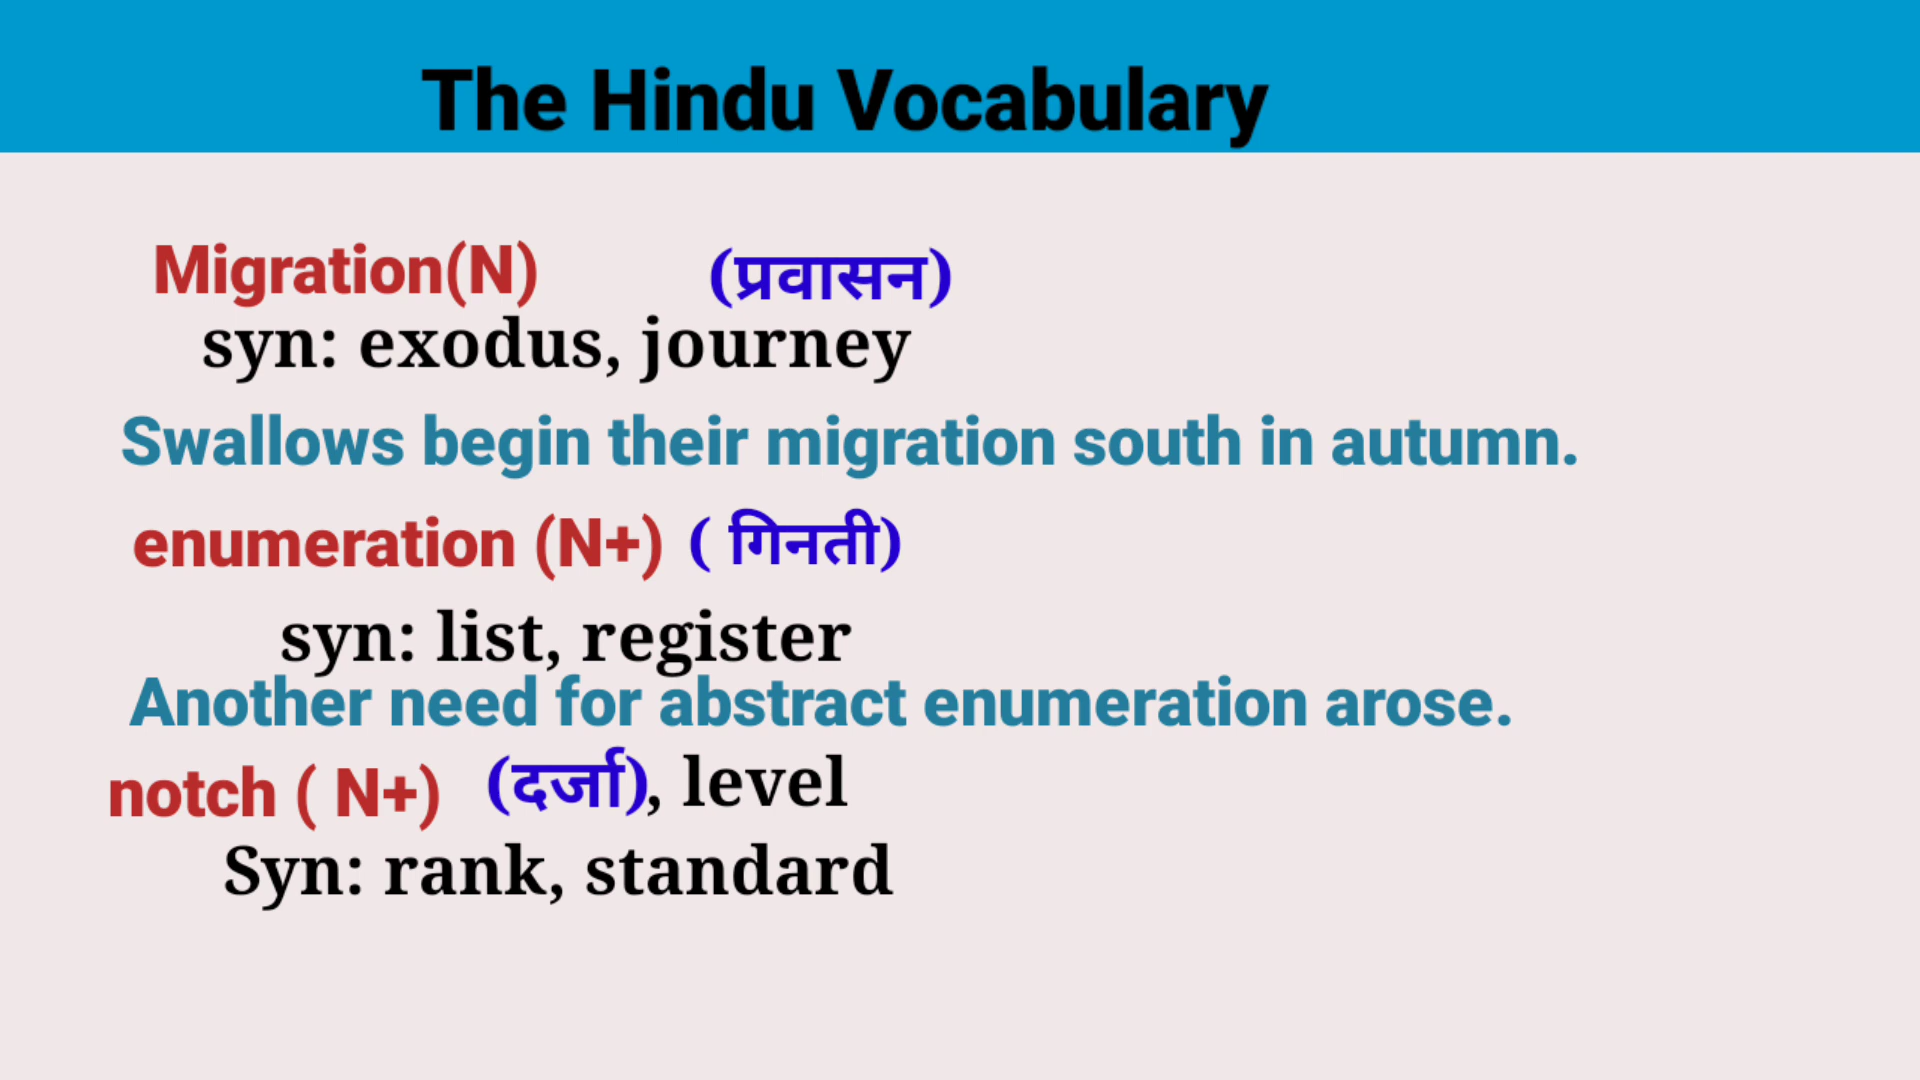 The Hindu Vocabulary
Migration(N) (प्रवासन)
syn: exodus, journey
Swallows begin their migration south in autumn.
enumeration (N+) ( गिनती)
syn: list, register
Another need for abstract enumeration arose.
notch ( N+) (दर्जा), level
Syn: rank, standard